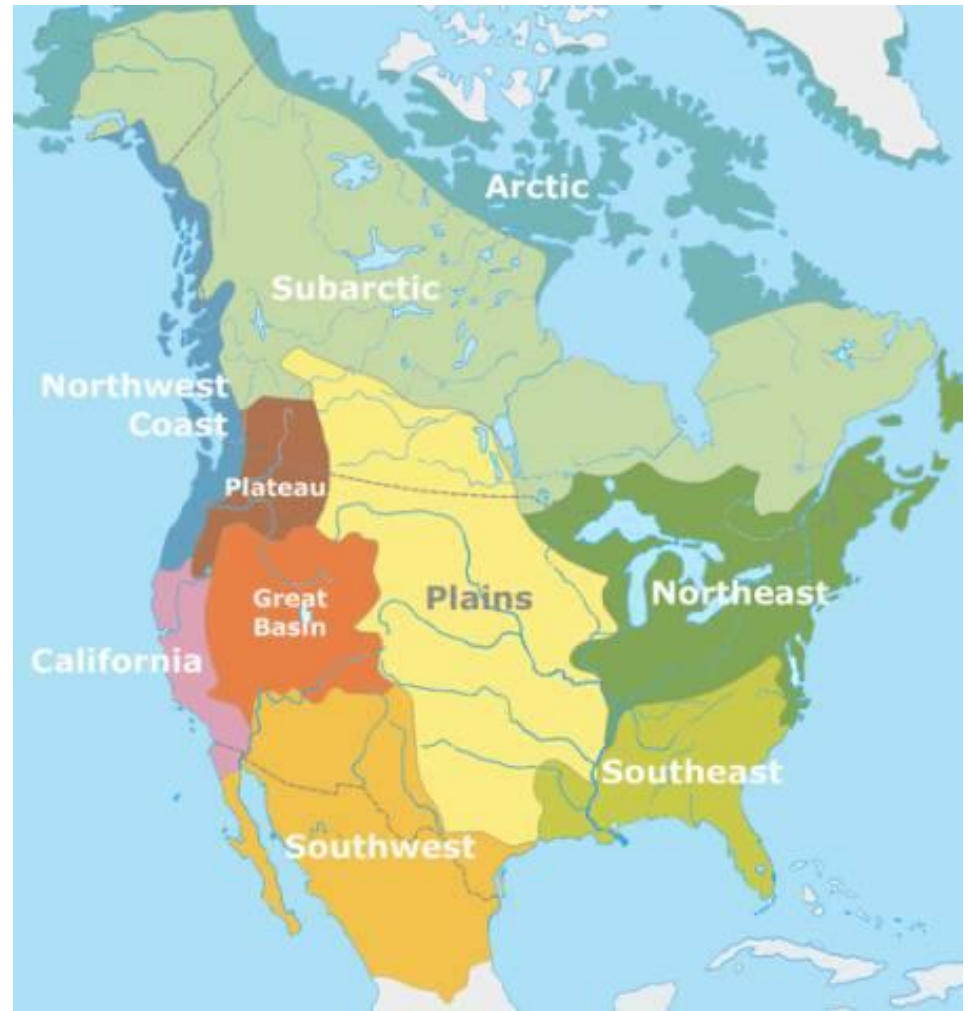 Arctic
Subarctic
Northwest
Coast
Plateau
Great
Basin
Plains
Northeast
California
Southeast
Southwest